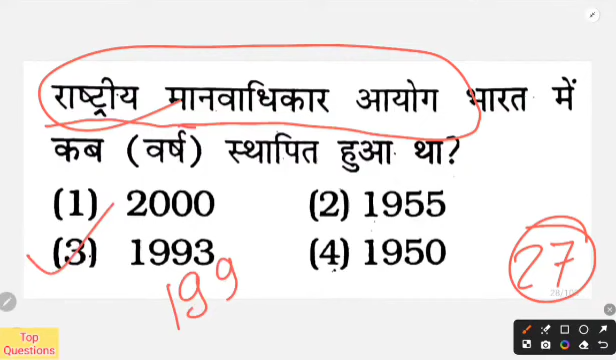 राष्ट्रीय मानवाधिकार आयोग भारत में
कब (वर्ष) स्थापित हुआ था?
(1) 2000 (2) 1955
(3) 1993 (4) 1950
199
27
Top
Questions